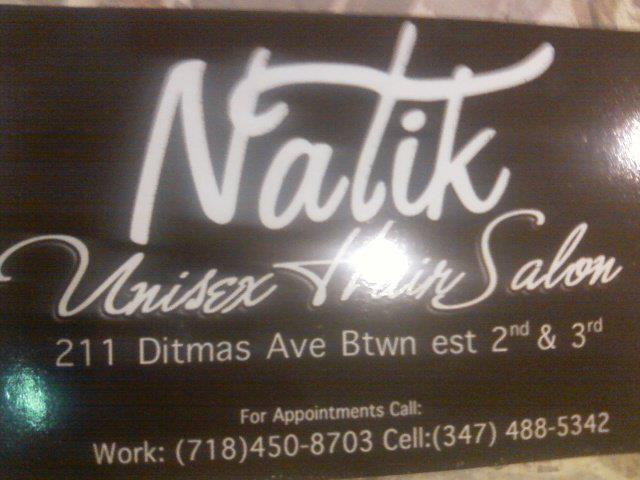 Natik
Unisex Hair Salon
211 Ditmas Ave Btwn est 2nd & 3rd
For Appointments Call:
Work: (718)450-8703 Cell:(347) 488-5342